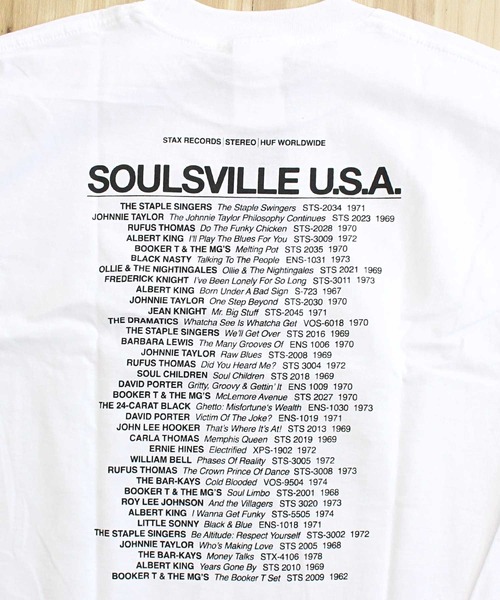 STAX RECORDS | STEREO | HUF WORLDWIDE
SOULSVILLE U.S.A.
THE STAPLE SINGERS The Staple Swingers STS-2034 1971
JOHNNIE TAYLOR The Johnnie Taylor Philosophy Continues STS 2023 1969
RUFUS THOMAS Do The Funky Chicken STS-2028 1970
ALBERT KING I'll Play The Blues For You STS-3009 1972
BOOKER T & THE MG'S Melting Pot STS 2035 1970
BLACK NASTY Talking To The People ENS-1031 1973
OLLIE & THE NIGHTINGALES Ollie & The Nightingales STS 2021 1969
FREDERICK KNIGHT I've Been Lonely For So Long STS-3011 1973
ALBERT KING Born Under A Bad Sign S-723 1967
JOHNNIE TAYLOR One Step Beyond STS-2030 1970
JEAN KNIGHT Mr. Big Stuff STS-2045 1971
THE DRAMATICS Whatcha See Is Whatcha Get VOS-6018 1970
THE STAPLE SINGERS We'll Get Over STS 2016 1969
BARBARA LEWIS The Many Grooves Of ENS 1006 1970
JOHNNIE TAYLOR Raw Blues STS-2008 1969
RUFUS THOMAS Did You Heard Me? STS 3004 1972
SOUL CHILDREN Soul Children STS 2018 1969
DAVID PORTER Gritty, Groovy & Gettin' It ENS 1009 1970
BOOKER T & THE MG'S McLemore Avenue STS 2027 1970
THE 24-CARAT BLACK Ghetto: Misfortune's Wealth ENS-1030 1973
DAVID PORTER Victim Of The Joke? ENS-1019 1971
JOHN LEE HOOKER That's Where It's At! STS 2013 1969
CARLA THOMAS Memphis Queen STS 2019 1969
ERNIE HINES Electrified XPS-1902 1972
WILLIAM BELL Phases Of Reality STS-3005 1972
RUFUS THOMAS The Crown Prince Of Dance STS-3008 1973
THE BAR-KAYS Cold Blooded VOS-9504 1974
BOOKER T & THE MG'S Soul Limbo STS-2001 1968
ROY LEE JOHNSON And the Villagers STS 3020 1973
ALBERT KING I Wanna Get Funky STS-5505 1974
LITTLE SONNY Black & Blue ENS-1018 1971
THE STAPLE SINGERS Be Altitude: Respect Yourself STS-3002 1972
JOHNNIE TAYLOR Who's Making Love STS 2005 1968
THE BAR-KAYS Money Talks STX-4106 1978
ALBERT KING Years Gone By STS 2010 1969
BOOKER T & THE MG'S The Booker T Set STS 2009 1962